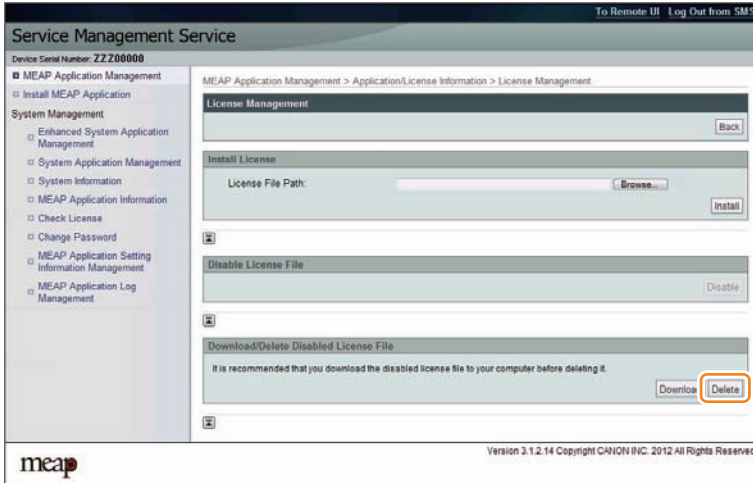 To Remote UI Log Out from SMS
Service Management Service
Device Serial Number: ZZZ00000
MEAP Application Management
Install MEAP Application
System Management
Enhanced System Application
Management
System Application Management
System Information
MEAP Application Information
Check License
Change Password
MEAP Application Setting
Information Management
MEAP Application Log
Management
MEAP Application Management > Application/License Information > License Management
License Management
Back
Install License
License File Path:
Browse...
Install
Disable License File
Disable
Download/Delete Disabled License File
It is recommended that you download the disabled license file to your computer before deleting it.
Download Delete
Version 3.1.2.14 Copyright CANON INC. 2012 All Rights Reserved
meap